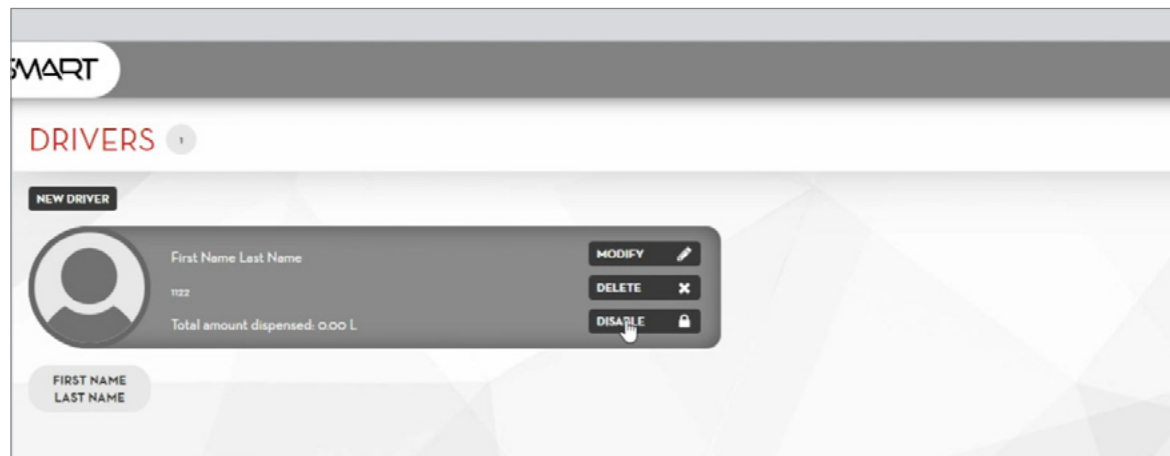 SMART
DRIVERS 1
NEW DRIVER
First Name Last Name
1122
Total amount dispensed: 0.00 L
MODIFY
DELETE
DISABLE
FIRST NAME
LAST NAME